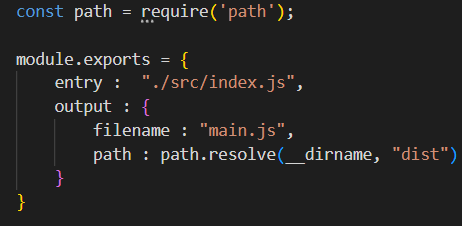 const path = require('path');

module.exports = {
    entry :  "./src/index.js",
    output : {
        filename : "main.js",
        path : path.resolve(__dirname, "dist")
    }
}